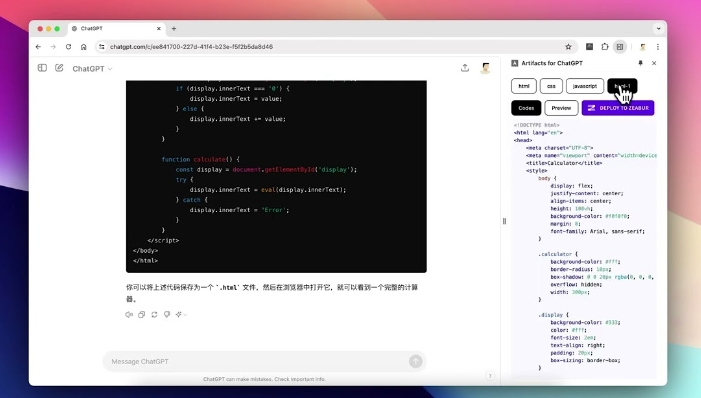 ChatGPT
chatgpt.com/c/ee841700-227d-41f4-b23e-f5f2b5da8d46
ChatGPT
if (display.innerText === '0') {
display.innerText = value;
} else {
display.innerText += value;
}
}
function calculate() {
const display = document.getElementById('display');
try {
display.innerText = eval(display.innerText);
} catch {
display.innerText = 'Error';
}
}
</script>
</body>
</html>
你可以将上述代码保存为一个 `.html` 文件，然后在浏览器中打开它，就可以看到一个完整的计算
器。
Message ChatGPT
ChatGPT can make mistakes. Check important info.
?
Artifacts for ChatGPT
html
css
javascript
Codes
Preview
DEPLOY TO ZEABUR
<!DOCTYPE html>
<html lang="en">
<head>
<meta charset="UTF-8">
<meta name="viewport" content="width=device
<title>Calculator</title>
<style>
body {
display: flex;
justify-content: center;
align-items: center;
height: 100vh;
background-color: #f0f0f0;
margin: 0;
font-family: Arial, sans-serif;
}
.calculator {
background-color: #fff;
border-radius: 10px;
box-shadow: 0 0 20px rgba(0, 0, 0,
overflow: hidden;
width: 300px;
}
.display {
background-color: #333;
color: #fff;
font-size: 2em;
text-align: right;
padding: 20px;
box-sizing: border-box;
}